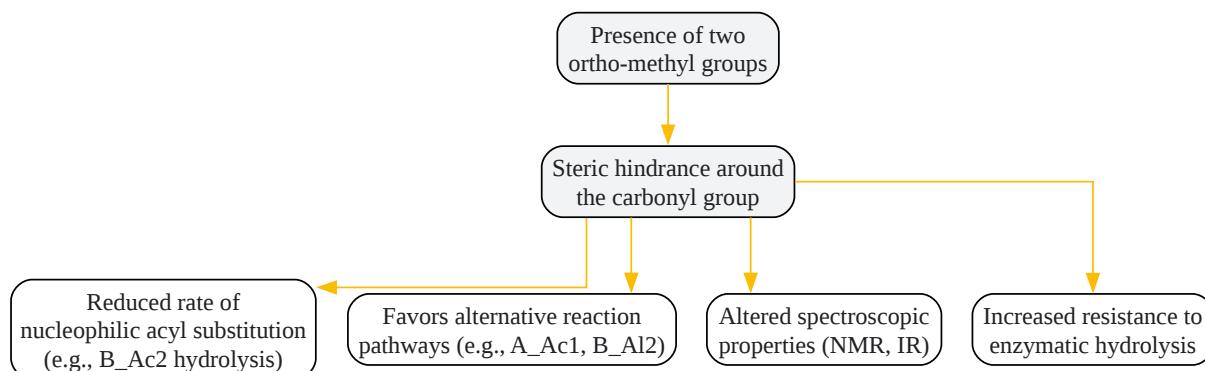 Presence of two
ortho-methyl groups
Steric hindrance around
the carbonyl group
Reduced rate of
nucleophilic acyl substitution
(e.g., B_Ac2 hydrolysis)
Favors alternative reaction
pathways (e.g., A_Ac1, B_Al2)
Altered spectroscopic
properties (NMR, IR)
Increased resistance to
enzymatic hydrolysis